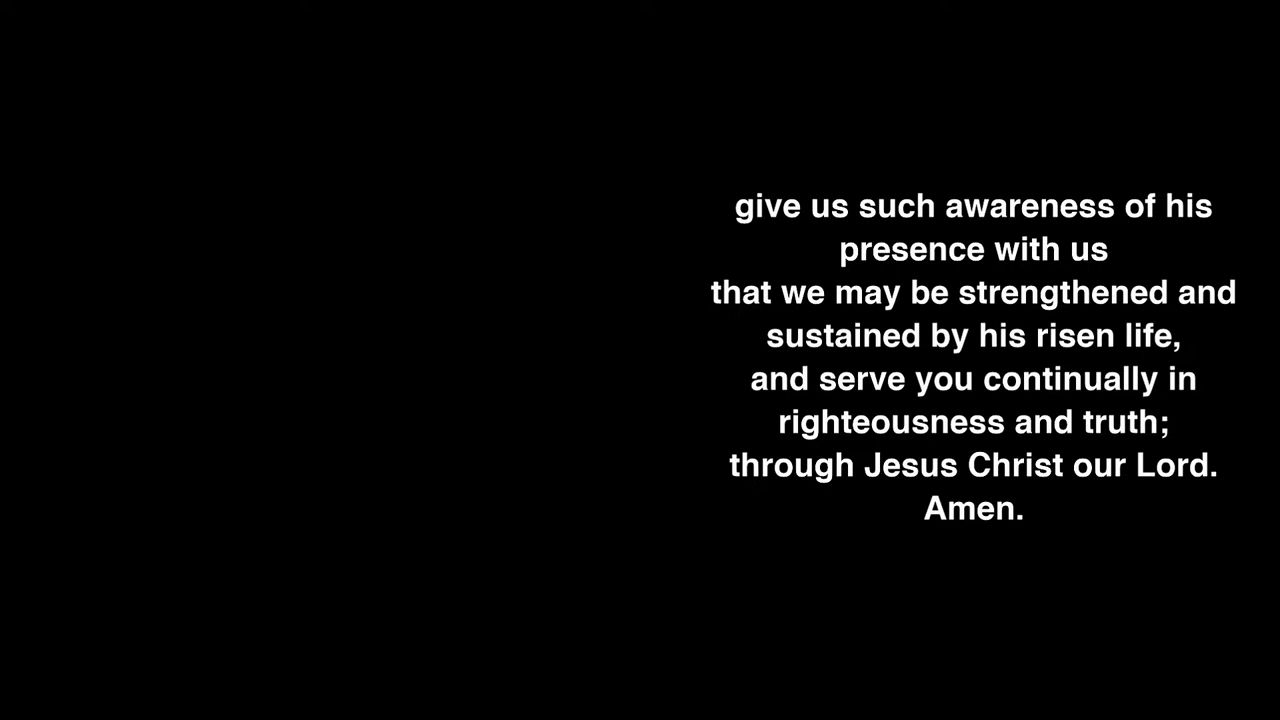 give us such awareness of his
presence with us
that we may be strengthened and
sustained by his risen life,
and serve you continually in
righteousness and truth;
through Jesus Christ our Lord.
Amen.